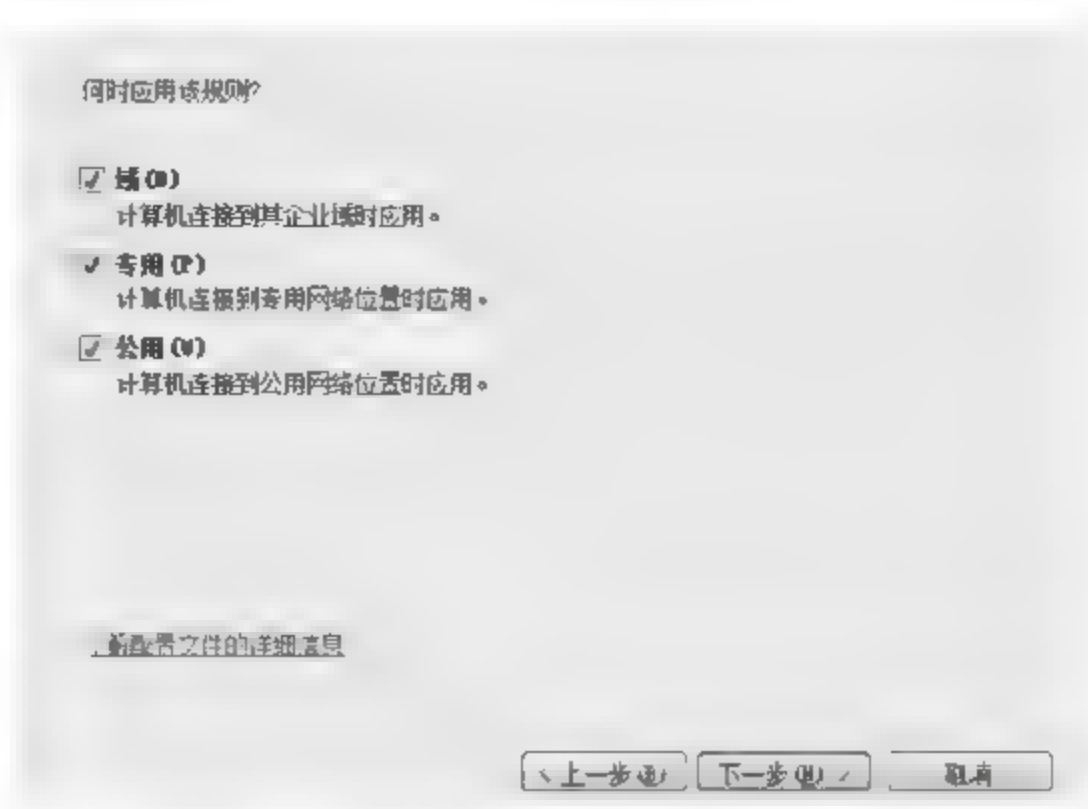 何时应用该规则?
域(D)
计算机连接到其企业域时应用。
专用(P)
计算机连接到专用网络位置时应用。
公用(U)
计算机连接到公用网络位置时应用。
了解配置文件的详细信息
< 上一步(B)
下一步(N) >
取消